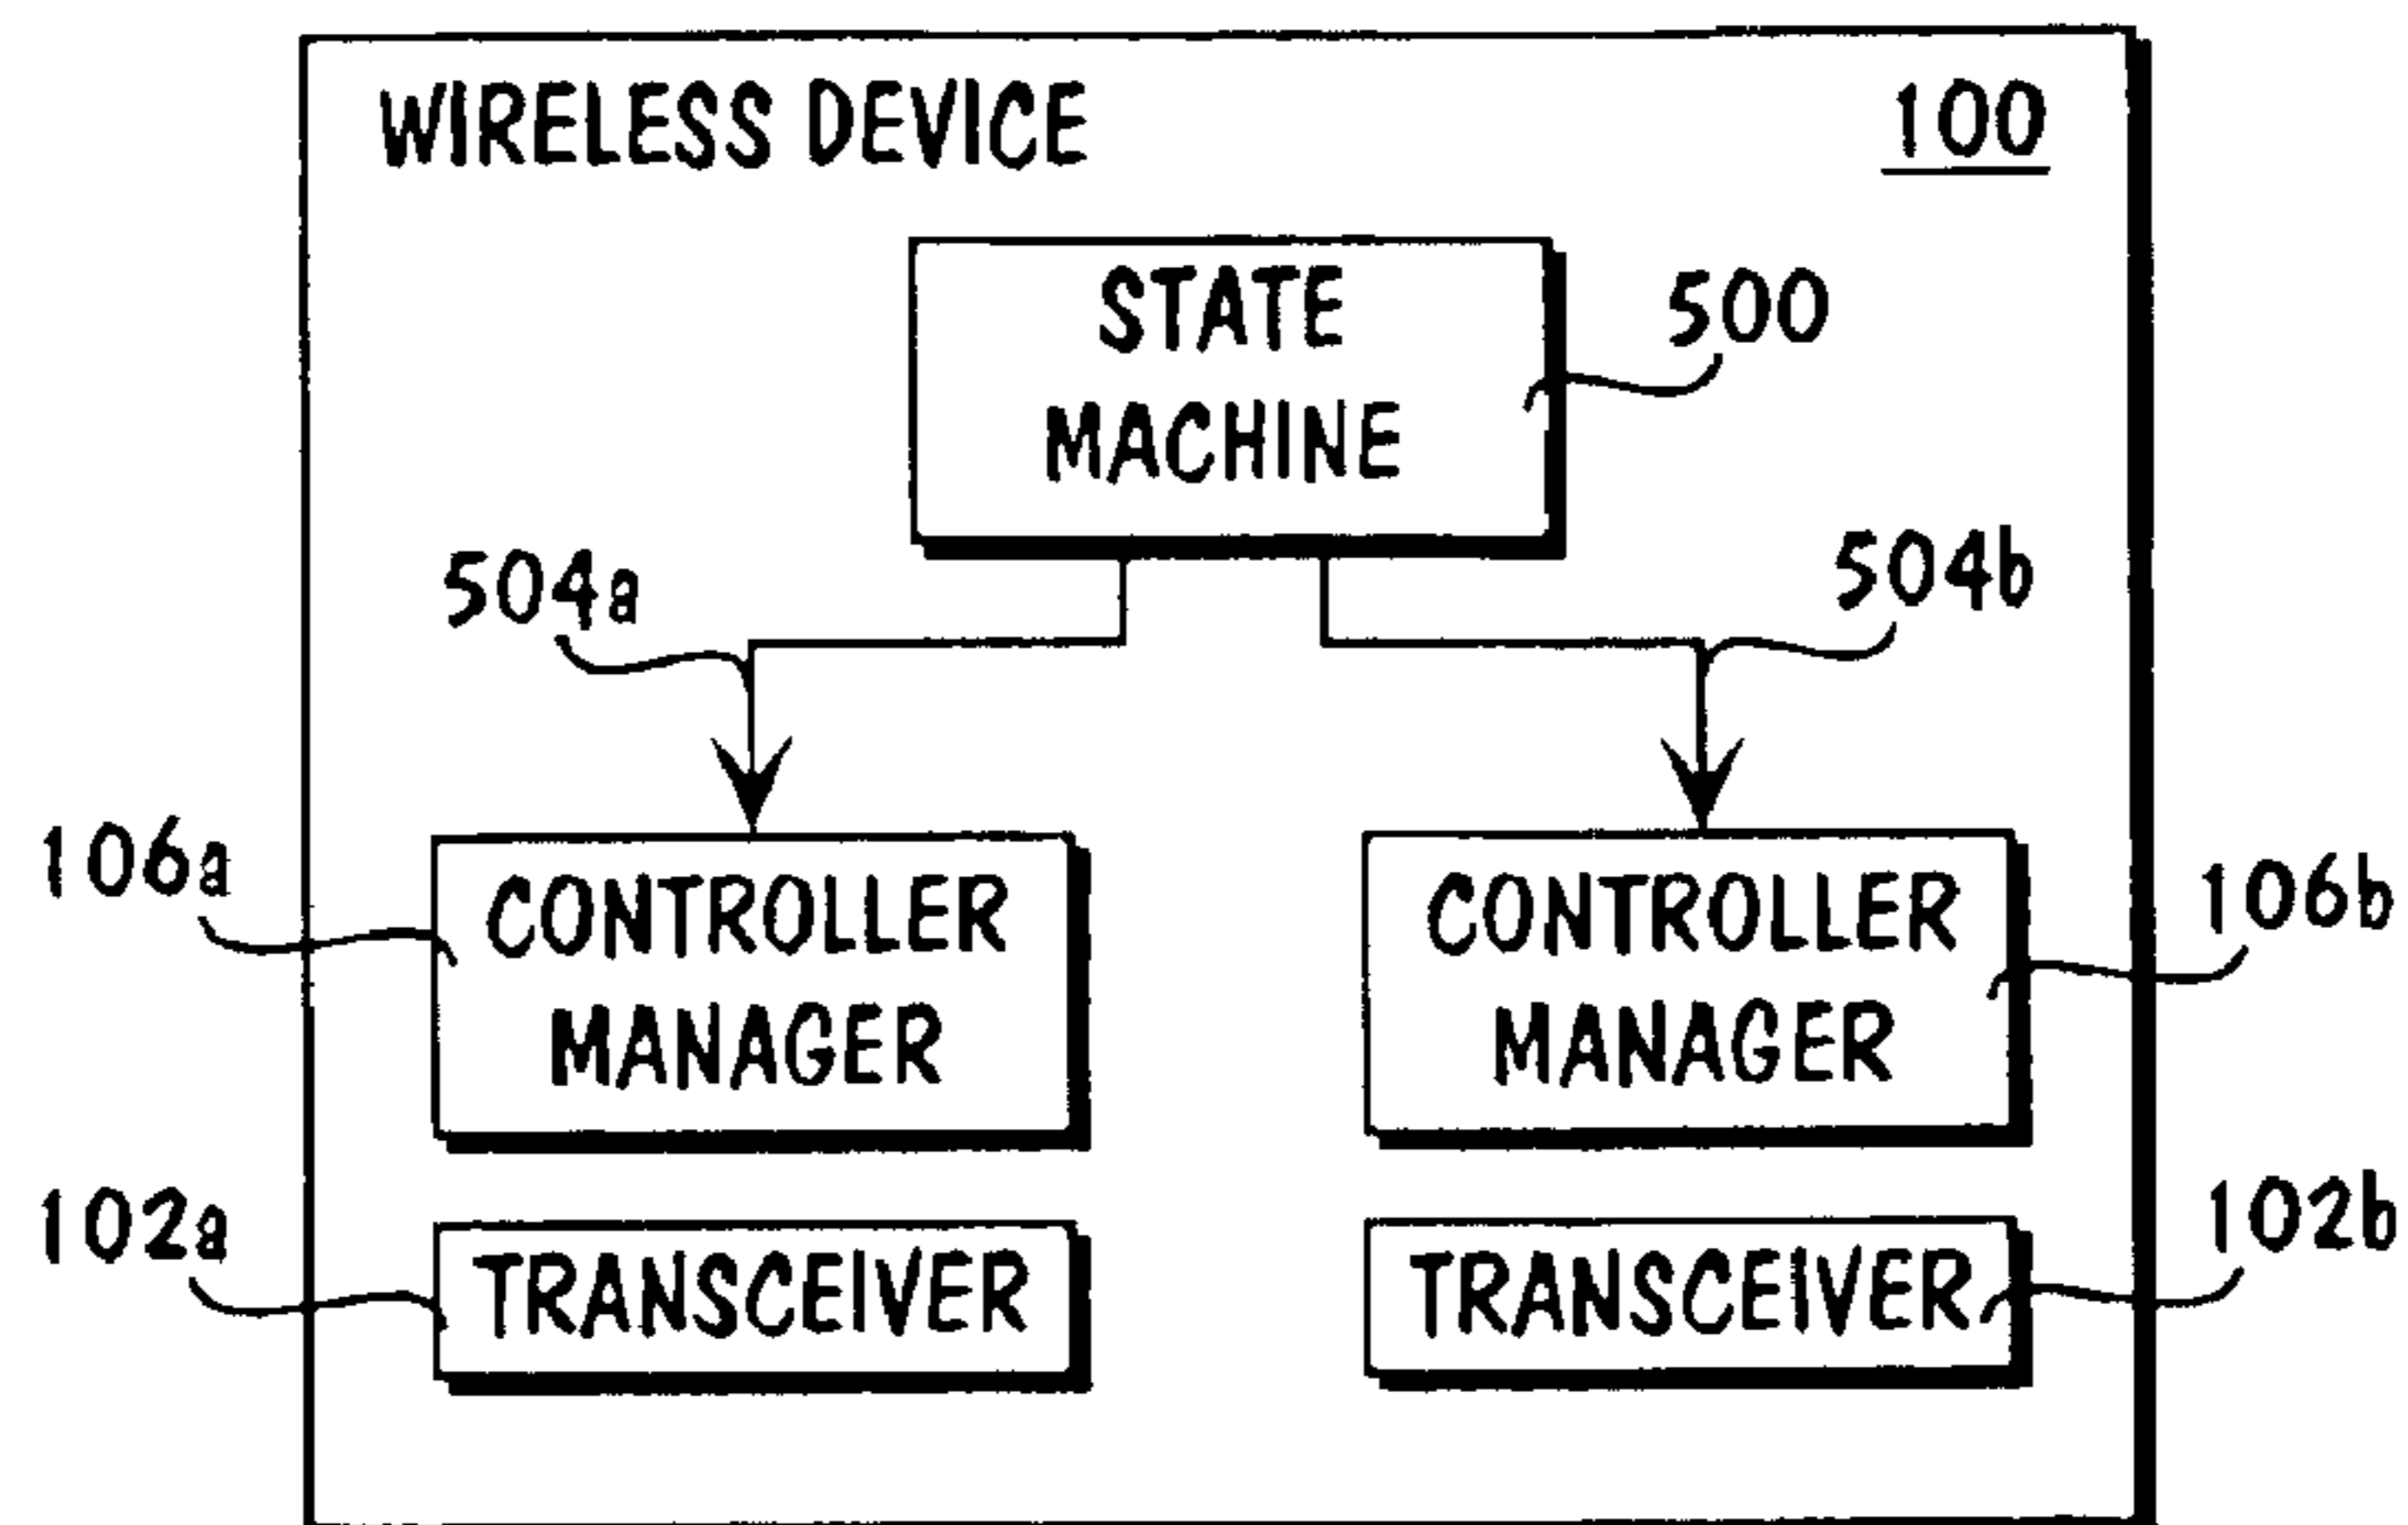 WIRELESS DEVICE 100
STATE
MACHINE
500
504a
504b
106a
CONTROLLER
MANAGER
CONTROLLER
MANAGER
106b
102a
TRANSCEIVER
TRANSCEIVER
102b